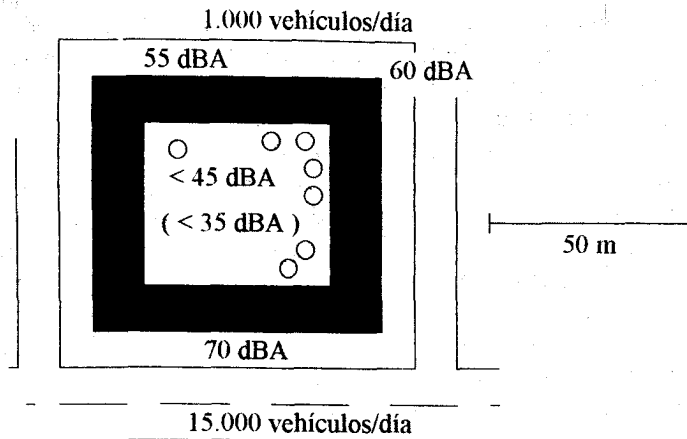 1.000 vehículos/día
55 dBA
60 dBA
< 45 dBA
( < 35 dBA )
50 m
70 dBA
15.000 vehículos/día